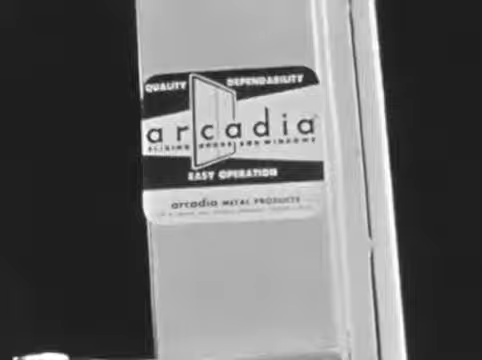 QUALITY DEPENDABILITY
arcadia
SLIDING DOORS AND WINDOWS
EASY OPERATION
arcadia METAL PRODUCTS